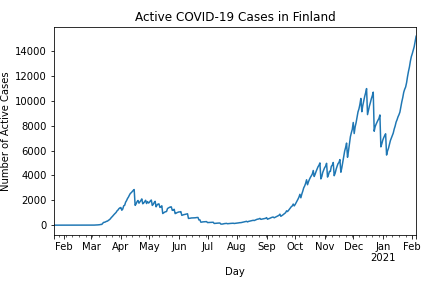 Active COVID-19 Cases in Finland
Number of Active Cases
14000
12000
10000
8000
6000
4000
2000
0
Feb Mar Apr May Jun Jul Aug Sep Oct Nov Dec Jan Feb
2021
Day